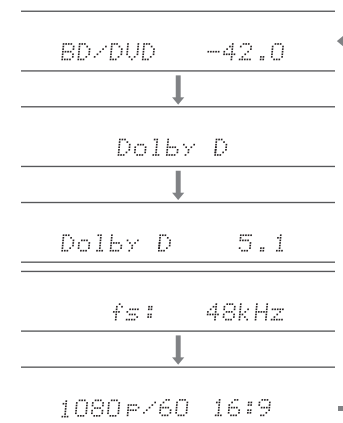 BD/DVD -42.0
Dolby D
Dolby D 5.1
fs: 48kHz
1080p/60 16:9